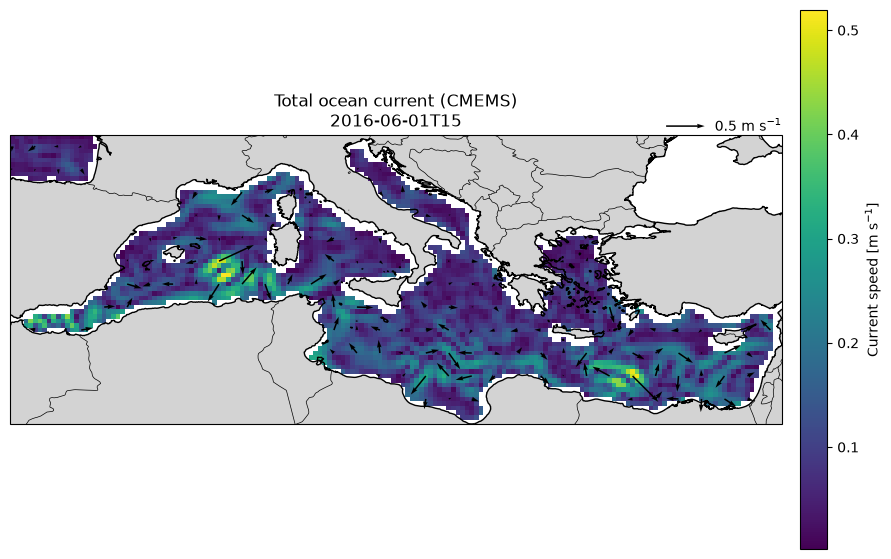 Total ocean current (CMEMS)
2016-06-01T15
0.5 m s⁻¹
0.5
0.4
0.3
0.2
0.1
Current speed [m s⁻¹]